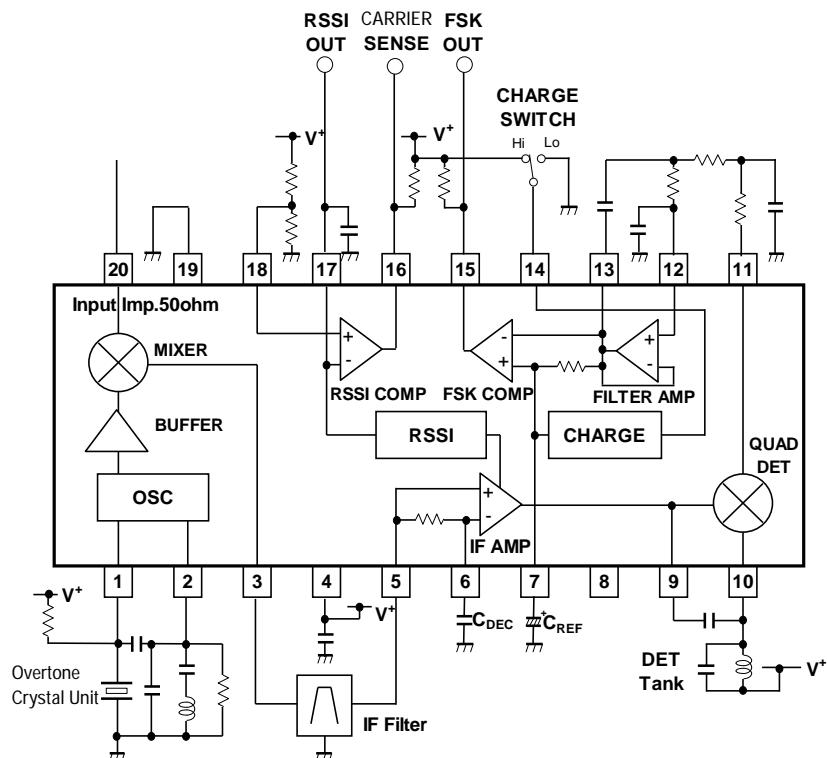 RSSI OUT
CARRIER SENSE
FSK OUT
CHARGE SWITCH
V+
V+
Hi
Lo
20
19
18
17
16
15
14
13
12
11
Input Imp.50ohm
MIXER
+
-
RSSI COMP
-
+
FSK COMP
+
-
FILTER AMP
BUFFER
RSSI
CHARGE
QUAD DET
OSC
+
-
IF AMP
1
2
3
4
5
6
7
8
9
10
V+
V+
CDEC
+
CREF
Overtone Crystal Unit
IF Filter
DET Tank
V+